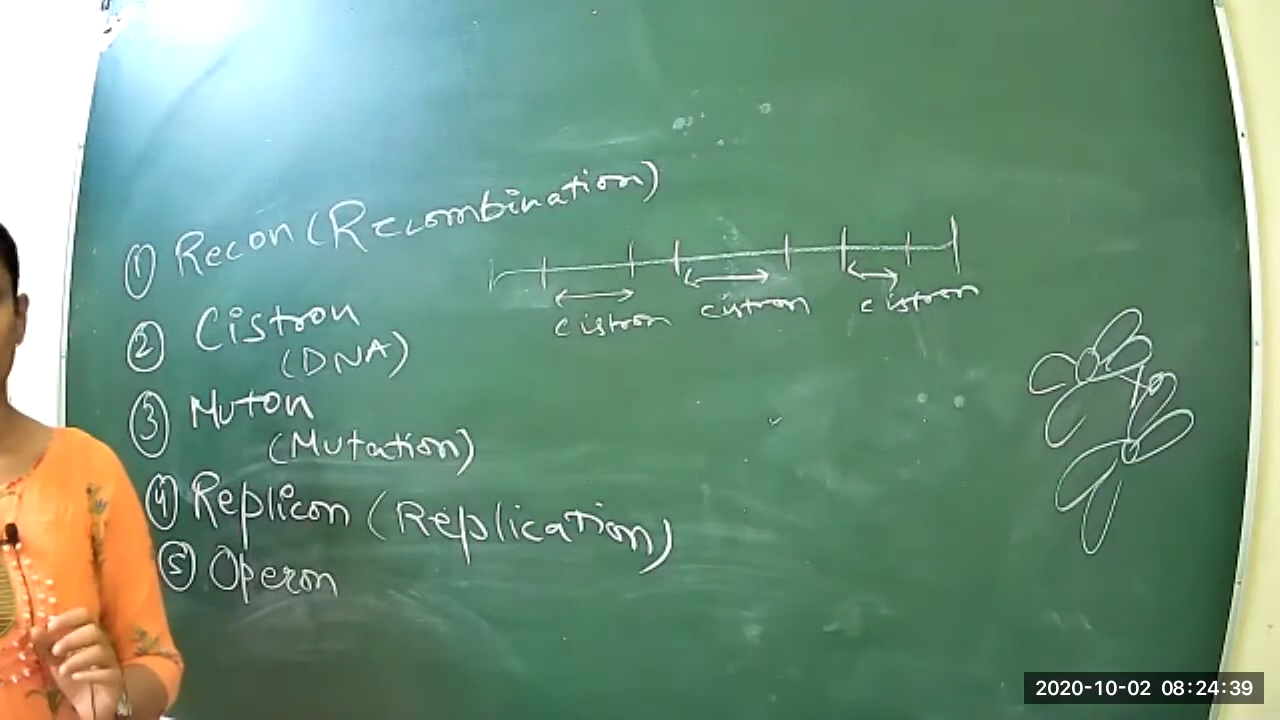 ① Recon (Recombination)
② Cistron
(DNA)
③ Muton
(Mutation)
④ Replicon (Replication)
⑤ Operon
cistron cistron cistron
2020-10-02 08:24:39